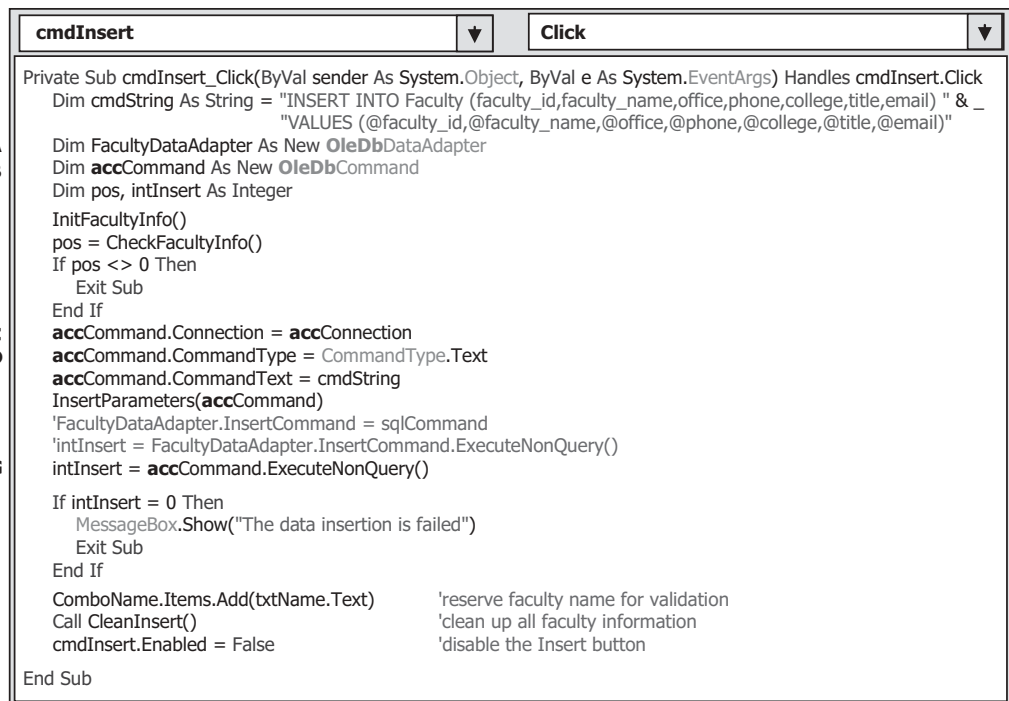 cmdInsert Click
Private Sub cmdInsert_Click(ByVal sender As System.Object, ByVal e As System.EventArgs) Handles cmdInsert.Click
Dim cmdString As String = "INSERT INTO Faculty (faculty_id,faculty_name,office,phone,college,title,email) " & _
"VALUES (@faculty_id,@faculty_name,@office,@phone,@college,@title,@email)"
Dim FacultyDataAdapter As New OleDbDataAdapter
Dim accCommand As New OleDbCommand
Dim pos, intInsert As Integer
InitFacultyInfo()
pos = CheckFacultyInfo()
If pos <> 0 Then
Exit Sub
End If
accCommand.Connection = accConnection
accCommand.CommandType = CommandType.Text
accCommand.CommandText = cmdString
InsertParameters(accCommand)
'FacultyDataAdapter.InsertCommand = sqlCommand
'intInsert = FacultyDataAdapter.InsertCommand.ExecuteNonQuery()
intInsert = accCommand.ExecuteNonQuery()
If intInsert = 0 Then
MessageBox.Show("The data insertion is failed")
Exit Sub
End If
ComboName.Items.Add(txtName.Text) 'reserve faculty name for validation
Call CleanInsert() 'clean up all faculty information
cmdInsert.Enabled = False 'disable the Insert button
End Sub